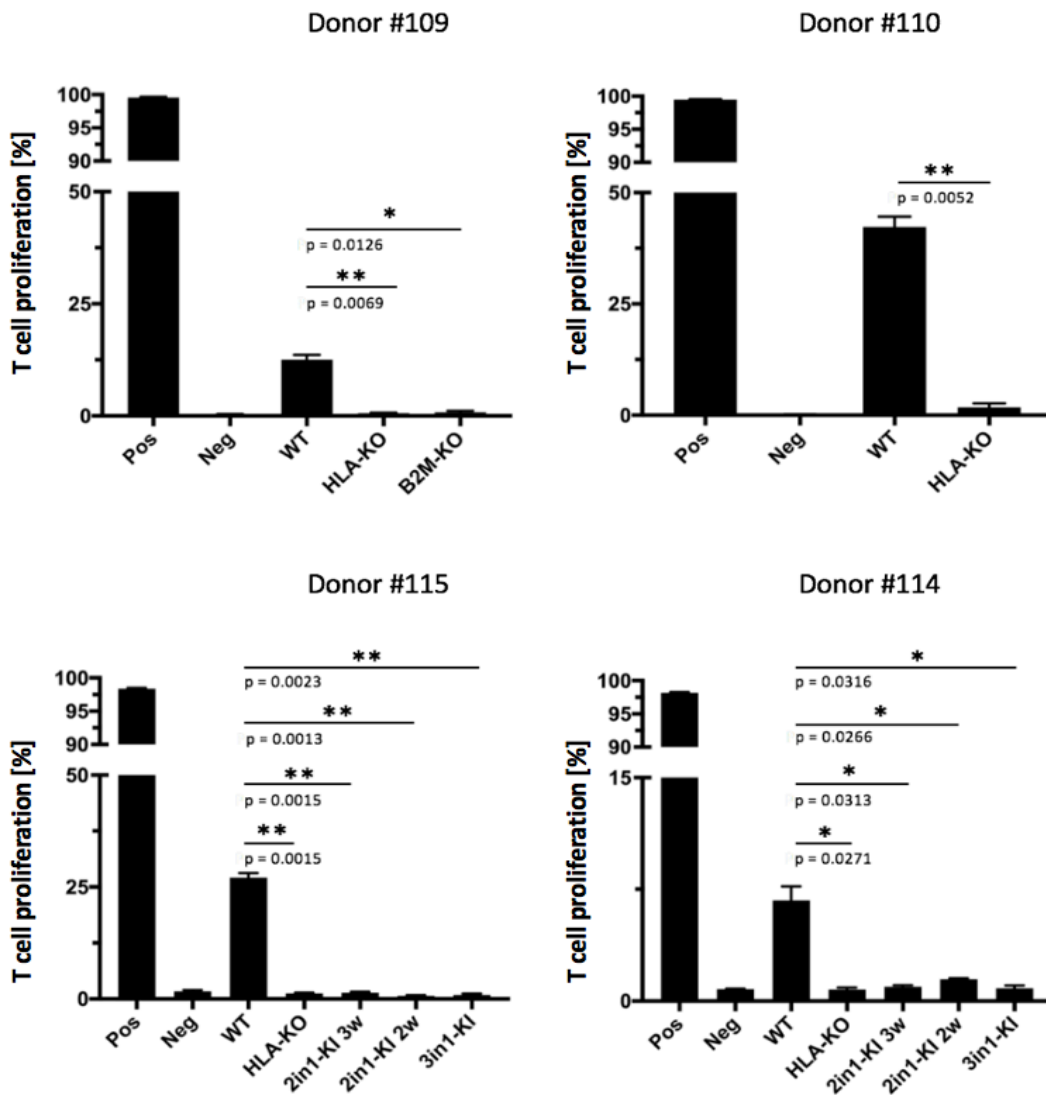 Donor #109
T cell proliferation [%]
100
95
90
50
25
0
*
p = 0.0126
**
p = 0.0069
Pos
Neg
WT
HLA-KO
B2M-KO
Donor #110
T cell proliferation [%]
100
95
90
50
25
0
**
p = 0.0052
Pos
Neg
WT
HLA-KO
Donor #115
T cell proliferation [%]
100
95
90
50
25
0
**
p = 0.0023
**
p = 0.0013
**
p = 0.0015
**
p = 0.0015
Pos
Neg
WT
HLA-KO
2in1-KI 3w
2in1-KI 2w
3in1-KI
Donor #114
T cell proliferation [%]
100
95
90
15
0
*
p = 0.0316
*
p = 0.0266
*
p = 0.0313
*
p = 0.0271
Pos
Neg
WT
HLA-KO
2in1-KI 3w
2in1-KI 2w
3in1-KI